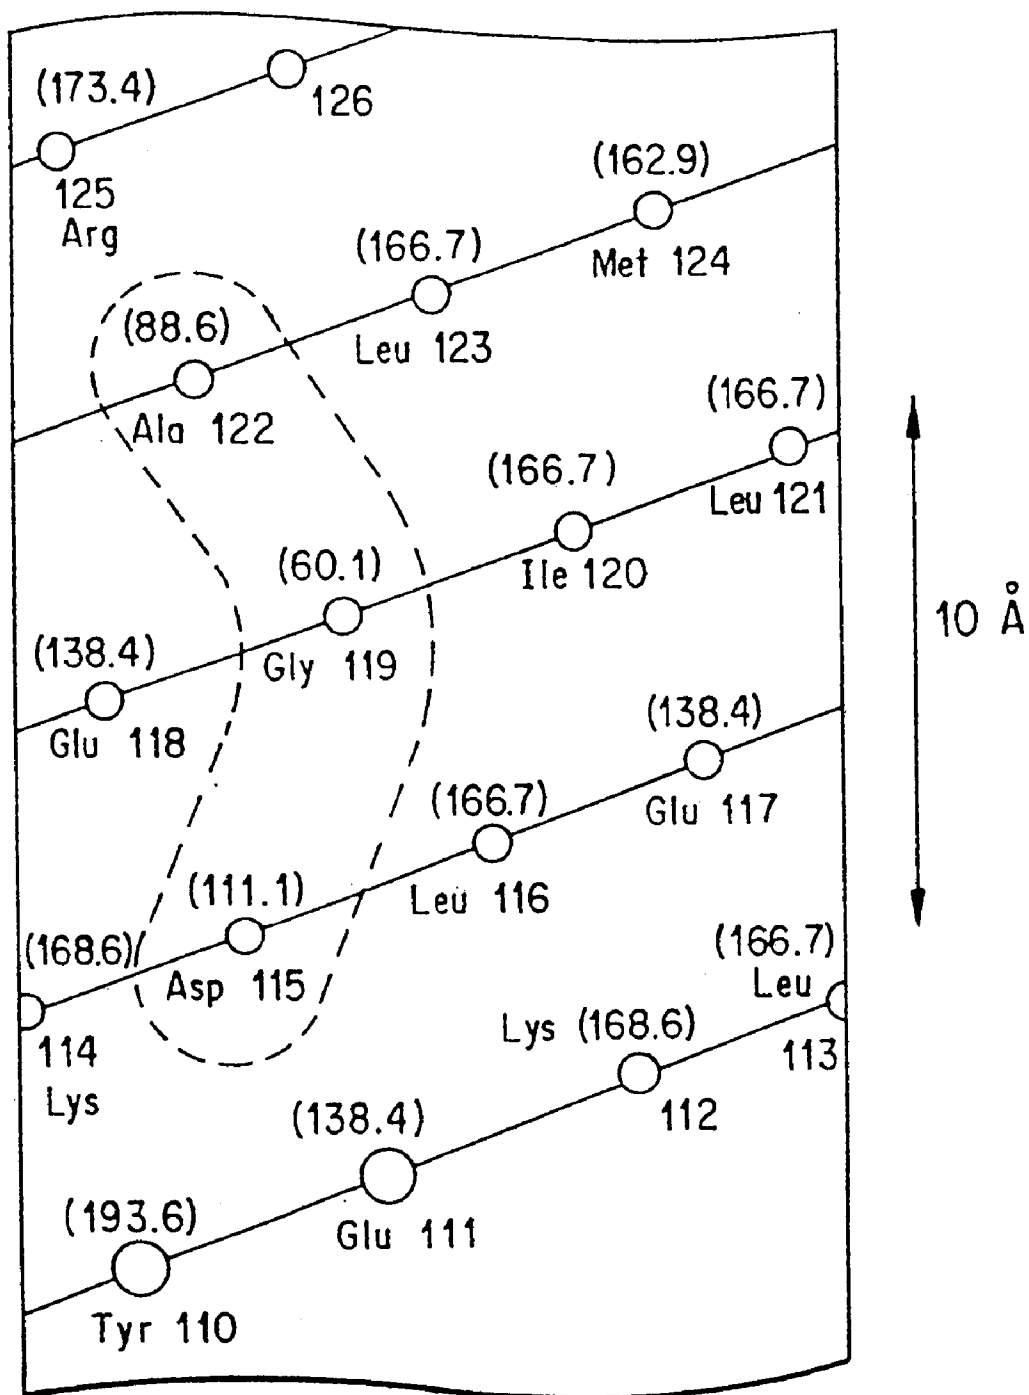 (173.4)
126
125
Arg
(162.9)
Met 124
(166.7)
Leu 123
(88.6)
Ala 122
(166.7)
Leu 121
(166.7)
Ile 120
(60.1)
Gly 119
(138.4)
Glu 118
10 Å
(138.4)
Glu 117
(166.7)
Leu 116
(111.1)
Asp 115
(168.6)
114
Lys
(166.7)
Leu
113
Lys (168.6)
112
(138.4)
Glu 111
(193.6)
Tyr 110